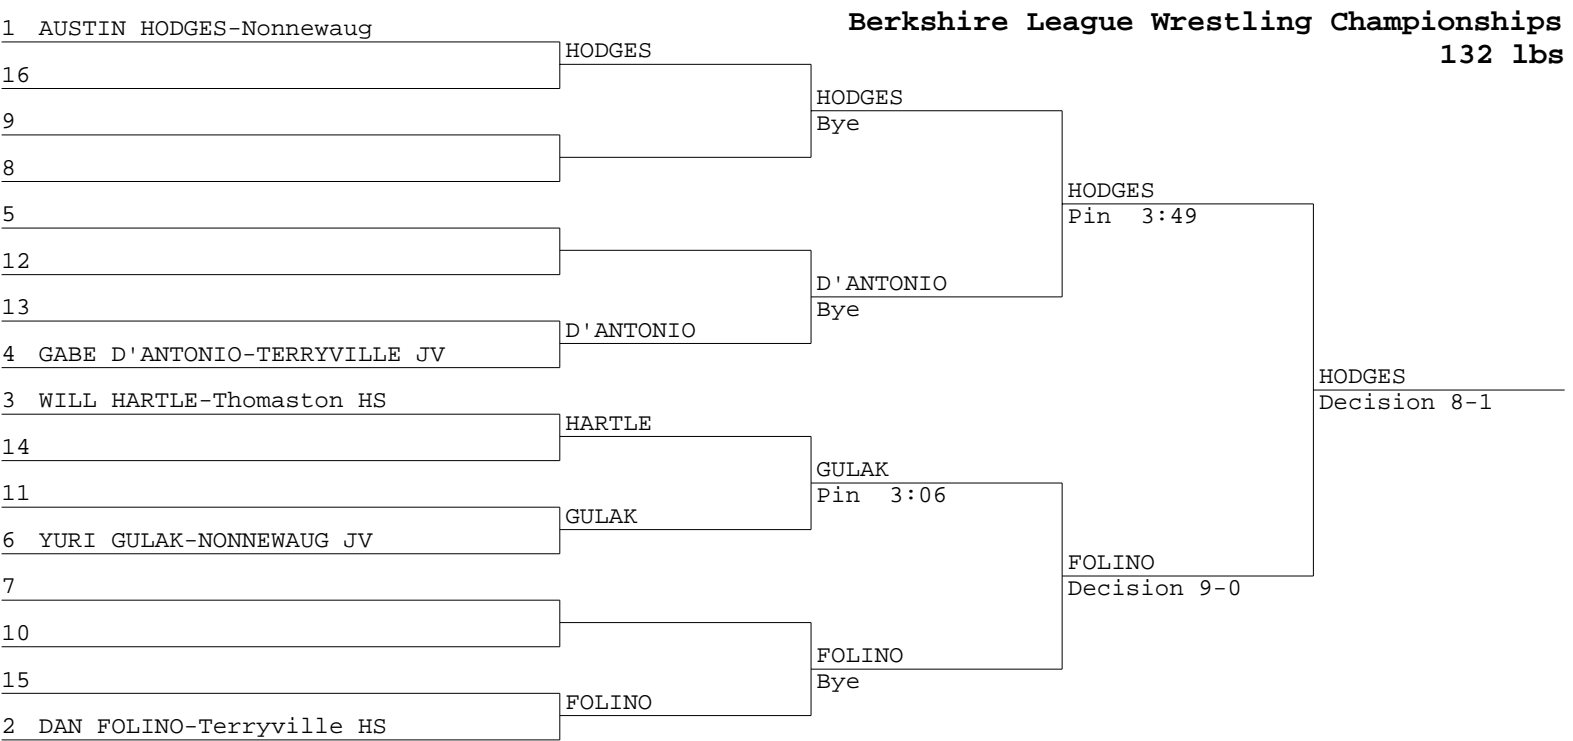 Berkshire League Wrestling Championships
132 lbs
1 AUSTIN HODGES-Nonnewaug
16
9
8
5
12
13
4 GABE D'ANTONIO-TERRYVILLE JV
3 WILL HARTLE-Thomaston HS
14
11
6 YURI GULAK-NONNEWAUG JV
7
10
15
2 DAN FOLINO-Terryville HS
HODGES
D'ANTONIO
HARTLE
GULAK
FOLINO
HODGES
Bye
D'ANTONIO
Bye
GULAK
Pin 3:06
FOLINO
Bye
HODGES
Pin 3:49
FOLINO
Decision 9-0
HODGES
Decision 8-1